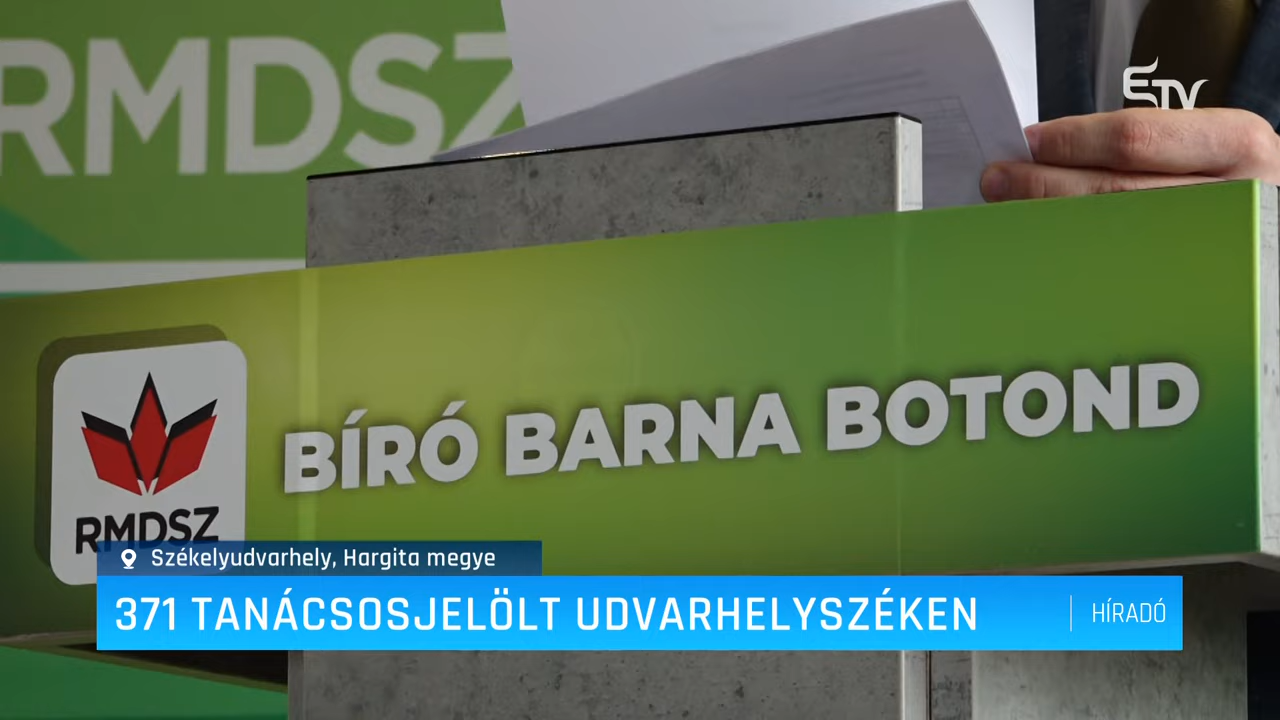 RMDSZ
ETV
BÍRÓ BARNA BOTOND
RMDSZ
Székelyudvarhely, Hargita megye
371 TANÁCSOSJELÖLT UDVARHELYSZÉKEN
HÍRADÓ